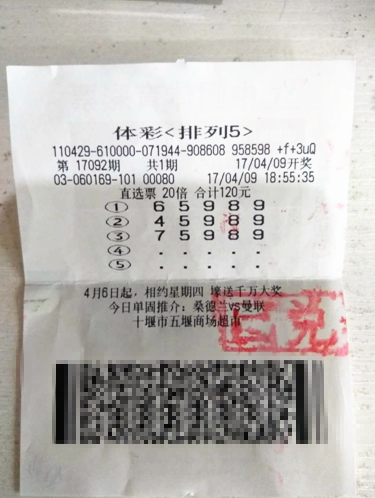 体彩<排列5>
110429-610000-071944-908608 958598 +f+3uQ
第 17092期 共1期 17/04/09开奖
03-060169-101 00080 17/04/09 18:55:35
直选票 20倍 合计120元
① 6 5 9 8 9
② 4 5 9 8 9
③ 7 5 9 8 9
④ . . . . .
⑤ . . . . .
4月6日起，相约星期四 壕送千万大奖
今日单固推介：桑德兰vs曼联
十堰市五堰商场超市